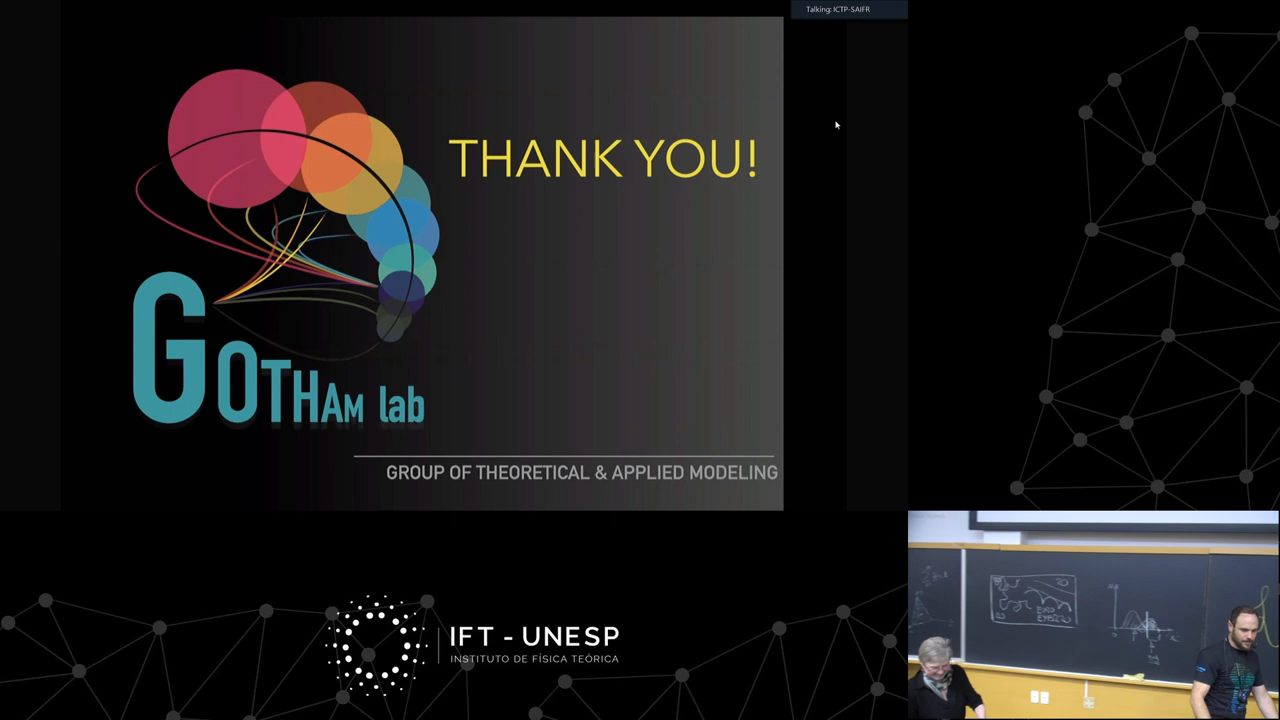 Talking: ICTP-SAIFR
THANK YOU!
GOTHAM lab
GROUP OF THEORETICAL & APPLIED MODELING
IFT - UNESP
INSTITUTO DE FÍSICA TEÓRICA